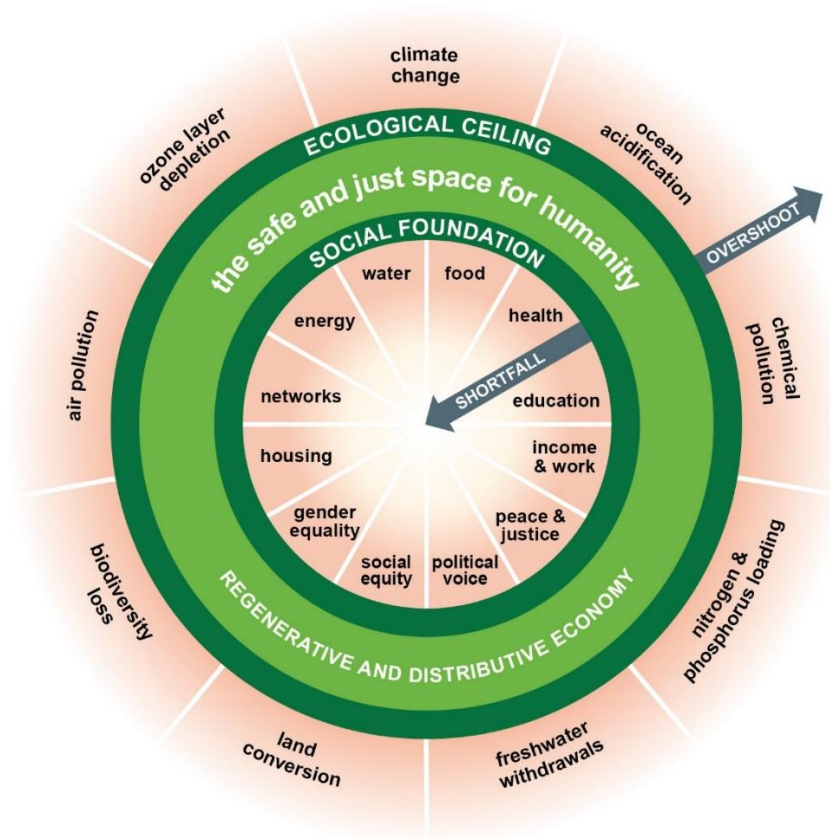 climate
change
ocean
acidification
chemical
pollution
nitrogen &
phosphorus loading
freshwater
withdrawals
land
conversion
biodiversity
loss
air pollution
ozone layer
depletion
OVERSHOOT
ECOLOGICAL CEILING
the safe and just space for humanity
SOCIAL FOUNDATION
water
food
health
SHORTFALL
education
income
& work
peace &
justice
political
voice
social
equity
gender
equality
housing
networks
energy
REGENERATIVE AND DISTRIBUTIVE ECONOMY